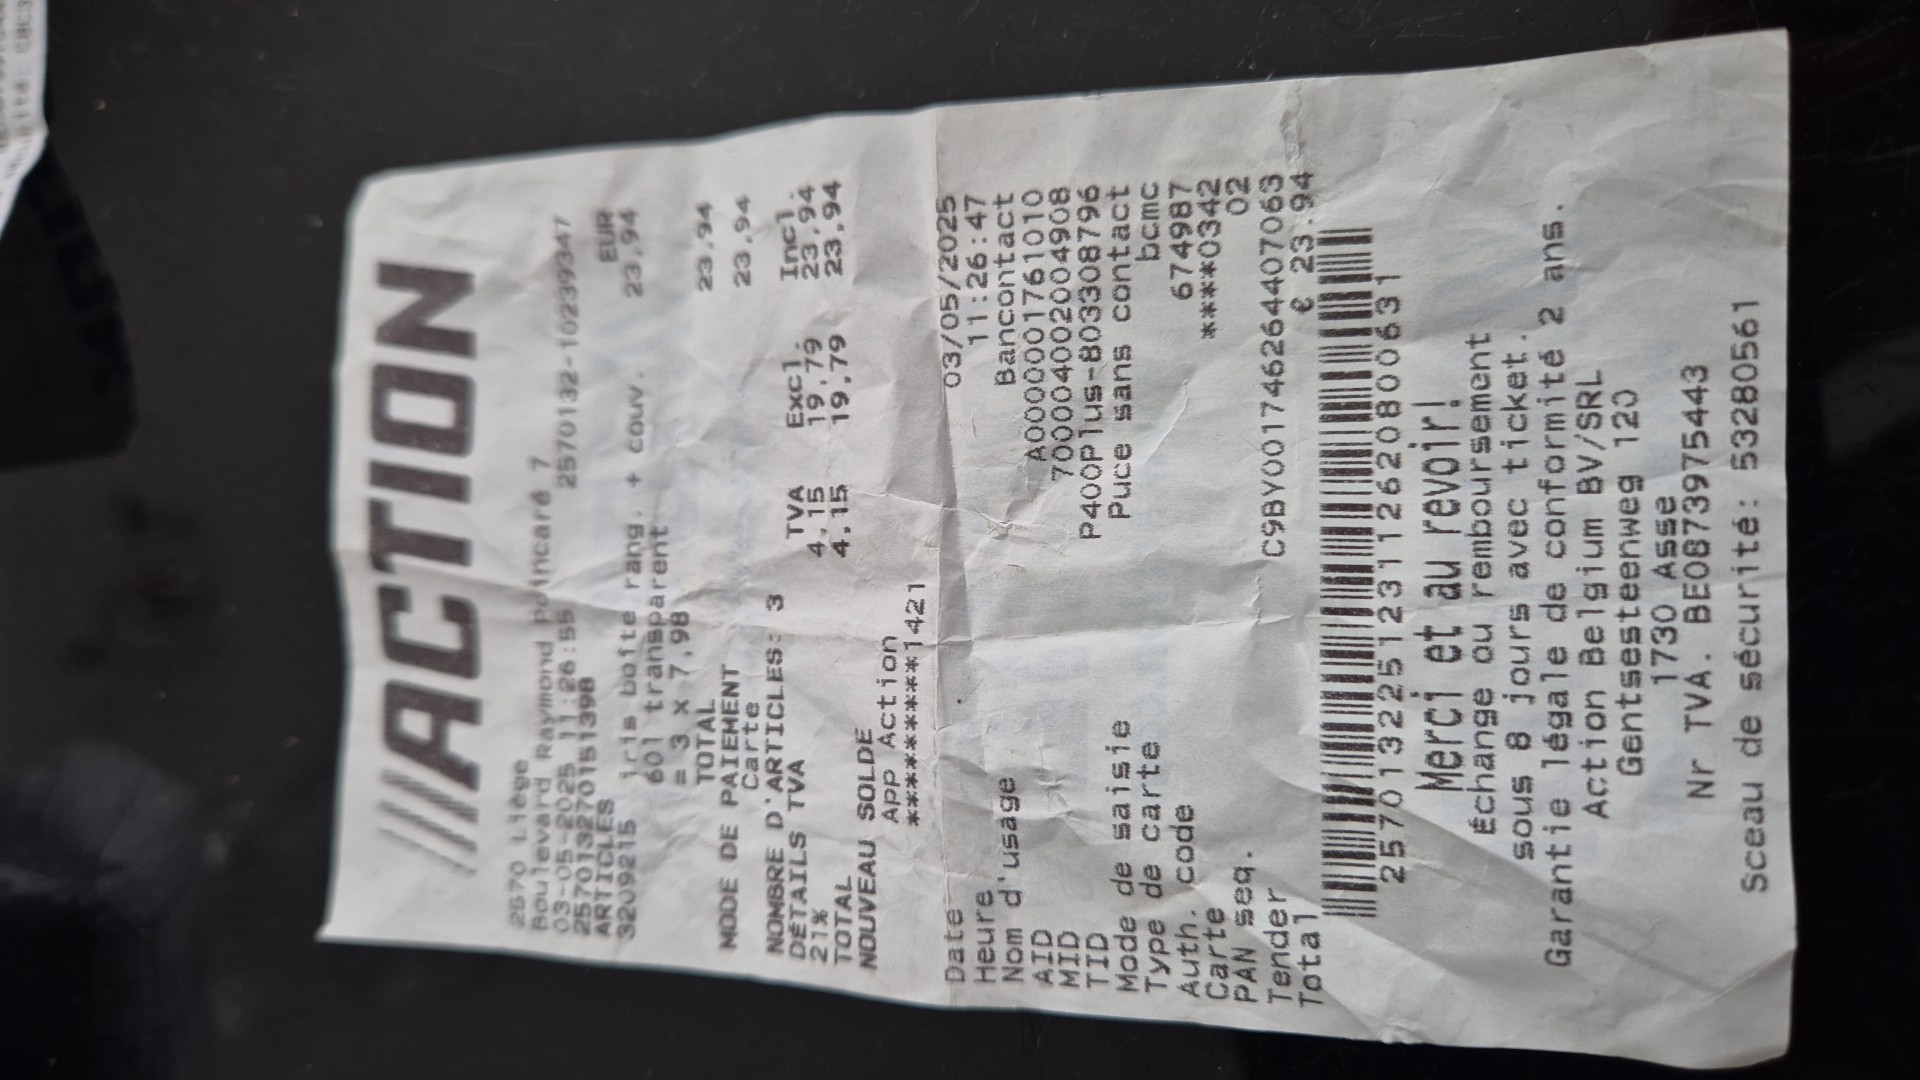 ACTION
2570 Liège
Boulevard Raymond Poincaré 7
03-05-2025 11:26:55 2570132-102393347
257013270151398
ARTICLES EUR
3209215 iris boîte rang. + couv. 23,94
60l transparent
= 3 x 7,98
TOTAL 23,94
MODE DE PAIEMENT
Carte 23,94
NOMBRE D'ARTICLES: 3
DÉTAILS TVA TVA Excl. Incl.
21% 4,15 19,79 23,94
TOTAL 4,15 19,79 23,94
NOUVEAU SOLDE
APP Action
*********1421
Date 03/05/2025
Heure 11:26:47
Nom d'usage Bancontact
AID A0000001761010
MID 700004002004908
TID P400Plus-803308796
Mode de saisie Puce sans contact
Type de carte bcmc
Auth. code 674987
Carte ****0342
PAN seq. 02
Tender C9BY001746264407063
Total € 23.94
257013225123112620800631
Merci et au revoir!
Échange ou remboursement
sous 8 jours avec ticket.
Garantie légale de conformité 2 ans.
Action Belgium BV/SRL
Gentsesteenweg 120
1730 Asse
Nr TVA. BE0873975443
Sceau de sécurité: 53280561